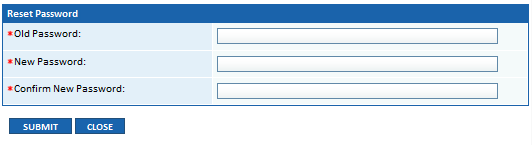 Reset Password
*Old Password:
*New Password:
*Confirm New Password:
SUBMIT CLOSE